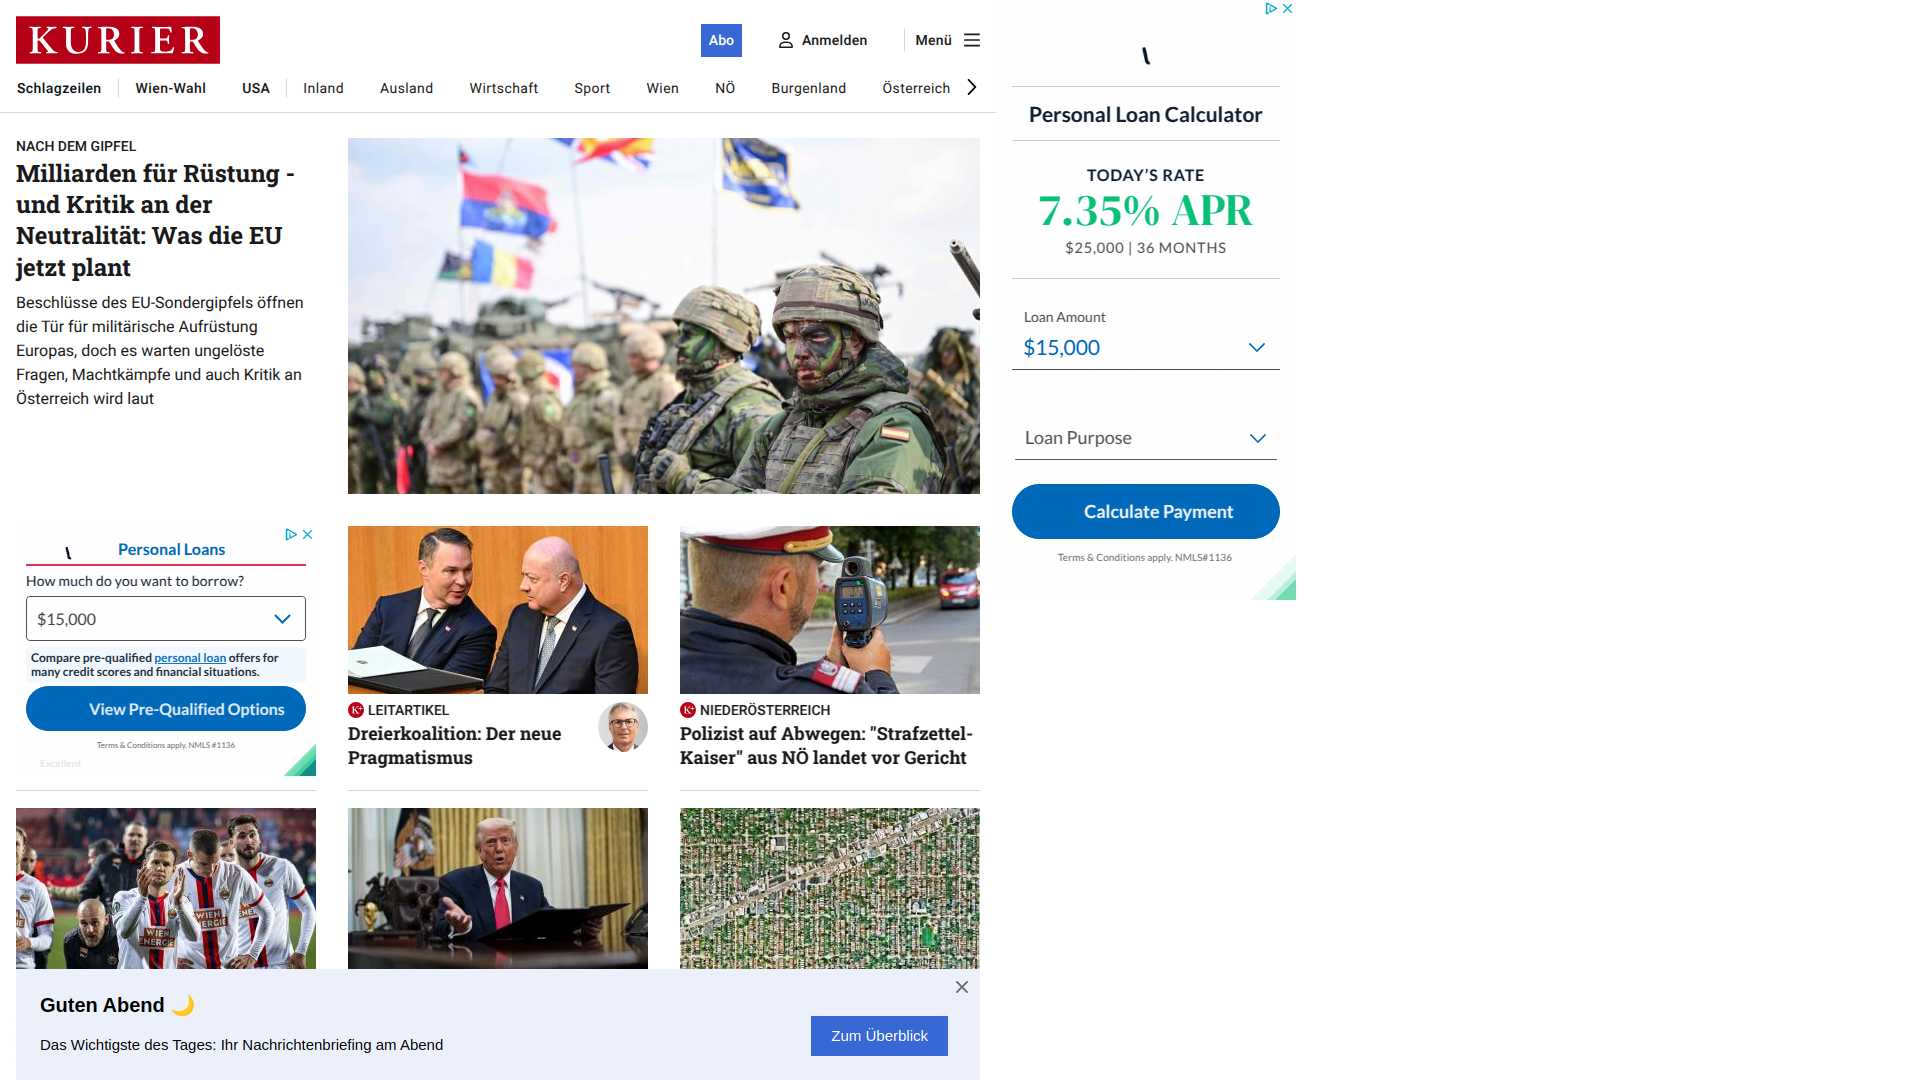 KURIER
Abo
Anmelden
Menü
Schlagzeilen
Wien-Wahl
USA
Inland
Ausland
Wirtschaft
Sport
Wien
NÖ
Burgenland
Österreich
NACH DEM GIPFEL
Milliarden für Rüstung -
und Kritik an der
Neutralität: Was die EU
jetzt plant
Beschlüsse des EU-Sondergipfels öffnen
die Tür für militärische Aufrüstung
Europas, doch es warten ungelöste
Fragen, Machtkämpfe und auch Kritik an
Österreich wird laut
Personal Loans
How much do you want to borrow?
$15,000
Compare pre-qualified personal loan offers for
many credit scores and financial situations.
View Pre-Qualified Options
Terms & Conditions apply. NMLS #1136
Excellent
K+ LEITARTIKEL
Dreierkoalition: Der neue
Pragmatismus
K+ NIEDERÖSTERREICH
Polizist auf Abwegen: "Strafzettel-
Kaiser" aus NÖ landet vor Gericht
WIEN
ENERGIE
WIEN
ENERGIE
Guten Abend 🌙
Das Wichtigste des Tages: Ihr Nachrichtenbriefing am Abend
Zum Überblick
Personal Loan Calculator
TODAY'S RATE
7.35% APR
$25,000 | 36 MONTHS
Loan Amount
$15,000
Loan Purpose
Calculate Payment
Terms & Conditions apply. NMLS#1136